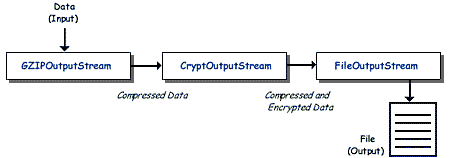 Data
(Input)
GZIPOutputStream
CryptOutputStream
FileOutputStream
Compressed Data
Compressed and
Encrypted Data
File
(Output)